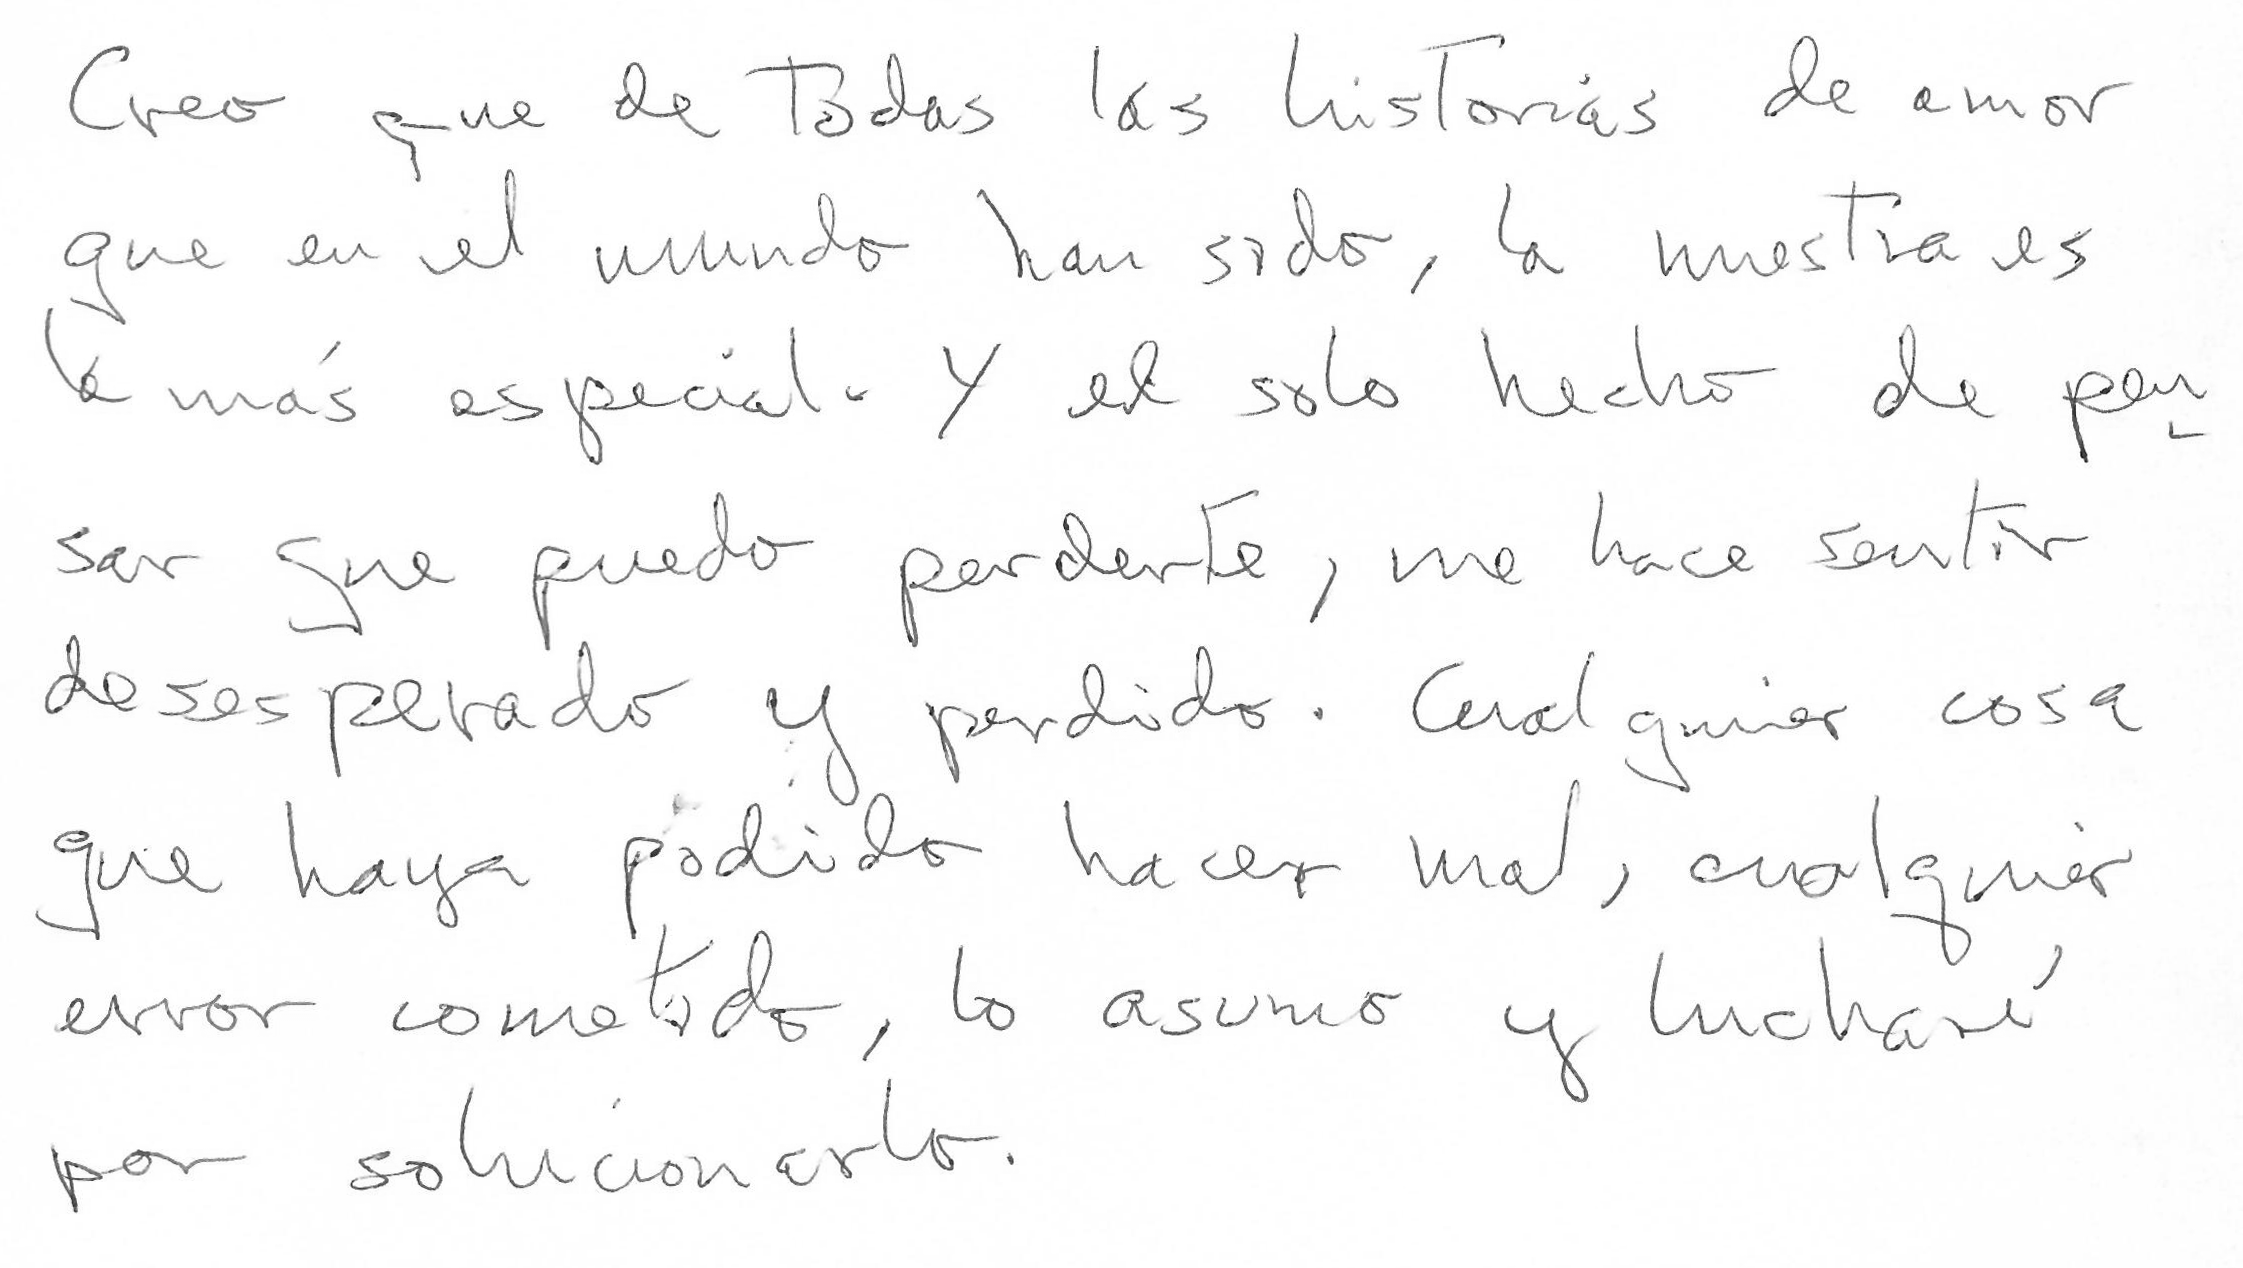 Creo que de todas las historias de amor
que en el mundo han sido, la nuestra es
la más especial. Y el solo hecho de pen-
sar que puedo perderte, me hace sentir
desesperado y perdido. Cualquier cosa
que haya podido hacer mal, cualquier
error cometido, lo asumo y lucharé
por solucionarlo.